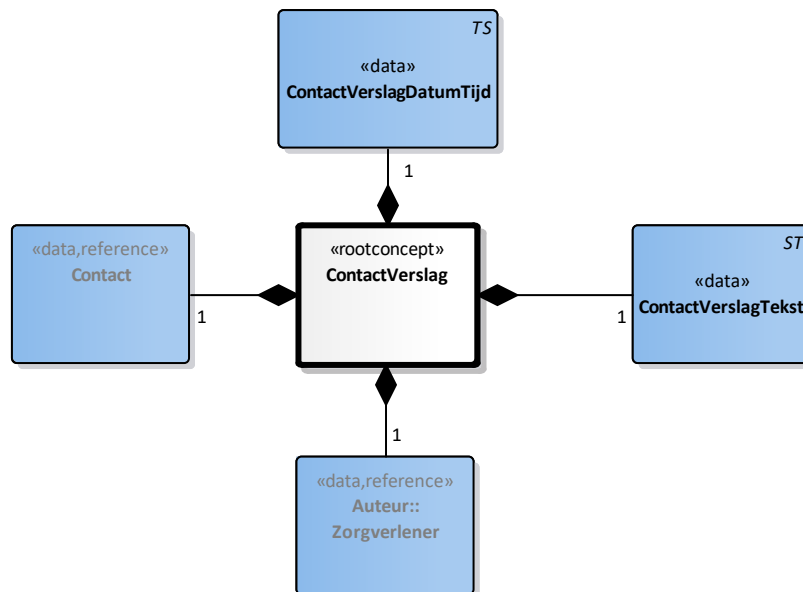 TS
«data»
ContactVerslagDatumTijd
1
«data,reference»
Contact
1
«rootconcept»
ContactVerslag
ST
«data»
ContactVerslagTekst
1
1
«data,reference»
Auteur::
Zorgverlener